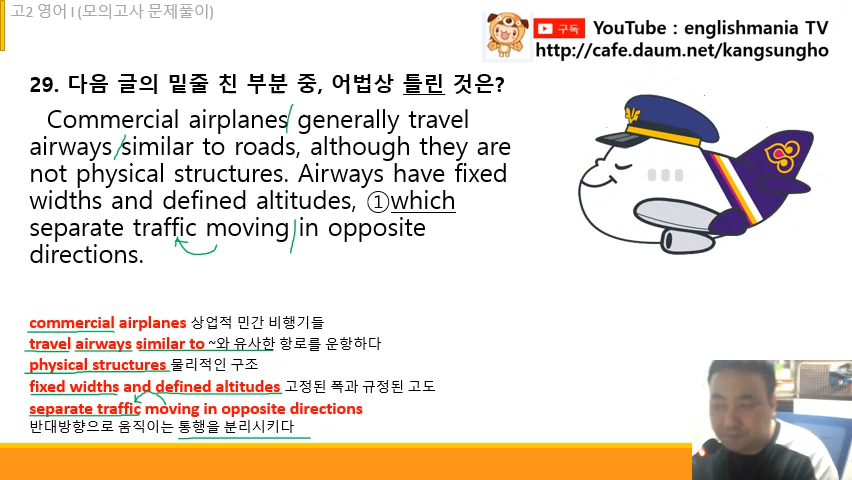 고2 영어 I (모의고사 문제풀이)
구독 YouTube : englishmania TV
http://cafe.daum.net/kangsungho
29. 다음 글의 밑줄 친 부분 중, 어법상 틀린 것은?
Commercial airplanes generally travel
airways similar to roads, although they are
not physical structures. Airways have fixed
widths and defined altitudes, ①which
separate traffic moving in opposite
directions.
commercial airplanes 상업적 민간 비행기들
travel airways similar to ~와 유사한 항로를 운항하다
physical structures 물리적인 구조
fixed widths and defined altitudes 고정된 폭과 규정된 고도
separate traffic moving in opposite directions
반대방향으로 움직이는 통행을 분리시키다